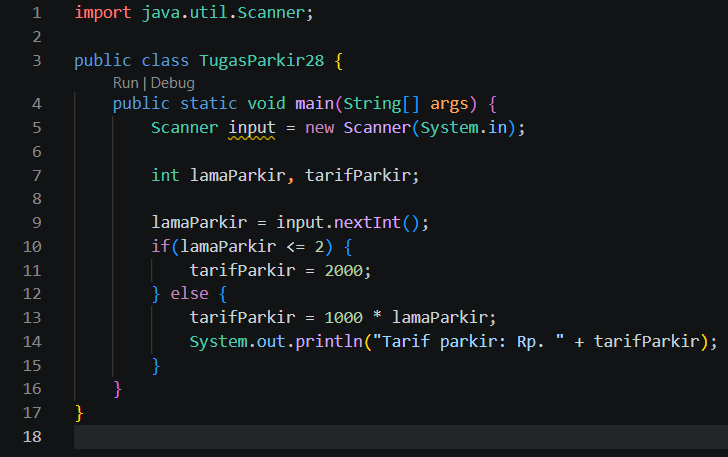 1 import java.util.Scanner;
2
3 public class TugasParkir28 {
Run | Debug
4 public static void main(String[] args) {
5 Scanner input = new Scanner(System.in);
6
7 int lamaParkir, tarifParkir;
8
9 lamaParkir = input.nextInt();
10 if(lamaParkir <= 2) {
11 tarifParkir = 2000;
12 } else {
13 tarifParkir = 1000 * lamaParkir;
14 System.out.println("Tarif parkir: Rp. " + tarifParkir);
15 }
16 }
17 }
18